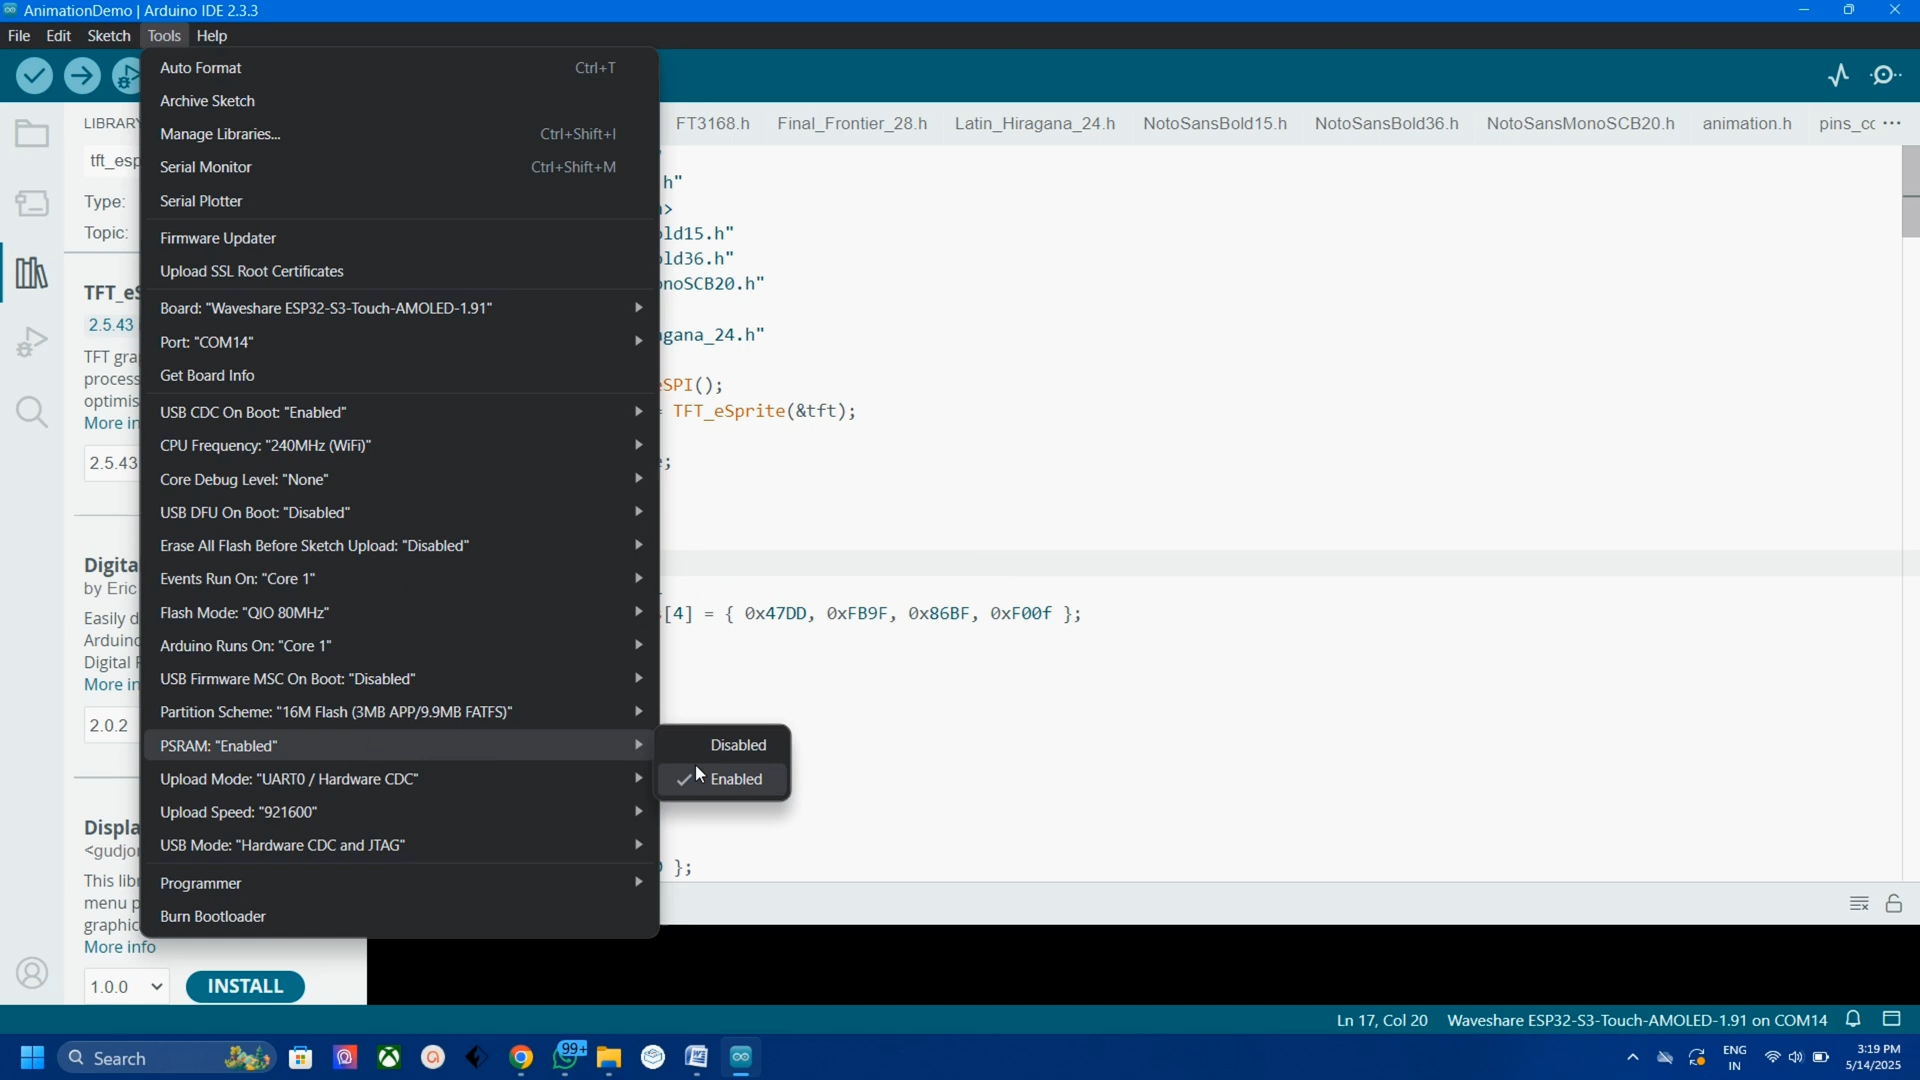 AnimationDemo | Arduino IDE 2.3.3
File Edit Sketch Tools Help
Auto Format Ctrl+T
Archive Sketch
Manage Libraries... Ctrl+Shift+I
Serial Monitor Ctrl+Shift+M
Serial Plotter
Firmware Updater
Upload SSL Root Certificates
Board: "Waveshare ESP32-S3-Touch-AMOLED-1.91"
Port: "COM14"
Get Board Info
USB CDC On Boot: "Enabled"
CPU Frequency: "240MHz (WiFi)"
Core Debug Level: "None"
USB DFU On Boot: "Disabled"
Erase All Flash Before Sketch Upload: "Disabled"
Events Run On: "Core 1"
Flash Mode: "QIO 80MHz"
Arduino Runs On: "Core 1"
USB Firmware MSC On Boot: "Disabled"
Partition Scheme: "16M Flash (3MB APP/9.9MB FATFS)"
PSRAM: "Enabled"
Upload Mode: "UART0 / Hardware CDC"
Upload Speed: "921600"
USB Mode: "Hardware CDC and JTAG"
Programmer
Burn Bootloader
Disabled
Enabled
LIBRARY
tft_esp
Type:
Topic:
TFT_eS
2.5.43
TFT gra
process
optimis
More in
2.5.43
Digita
by Eric
Easily d
Arduino
Digital
More in
2.0.2
Displa
<gudjor
This lib
menu p
graphic
More info
1.0.0 INSTALL
FT3168.h Final_Frontier_28.h Latin_Hiragana_24.h NotoSansBold15.h NotoSansBold36.h NotoSansMonoSCB20.h animation.h pins_cc ...
h"
>
ld15.h"
ld36.h"
noSCB20.h"
gana_24.h"
eSPI();
= TFT_eSprite(&tft);
;
[4] = { 0x47DD, 0xFB9F, 0x86BF, 0xF00f };
};
Ln 17, Col 20 Waveshare ESP32-S3-Touch-AMOLED-1.91 on COM14
Search
99+
ENG
IN
3:19 PM
5/14/2025